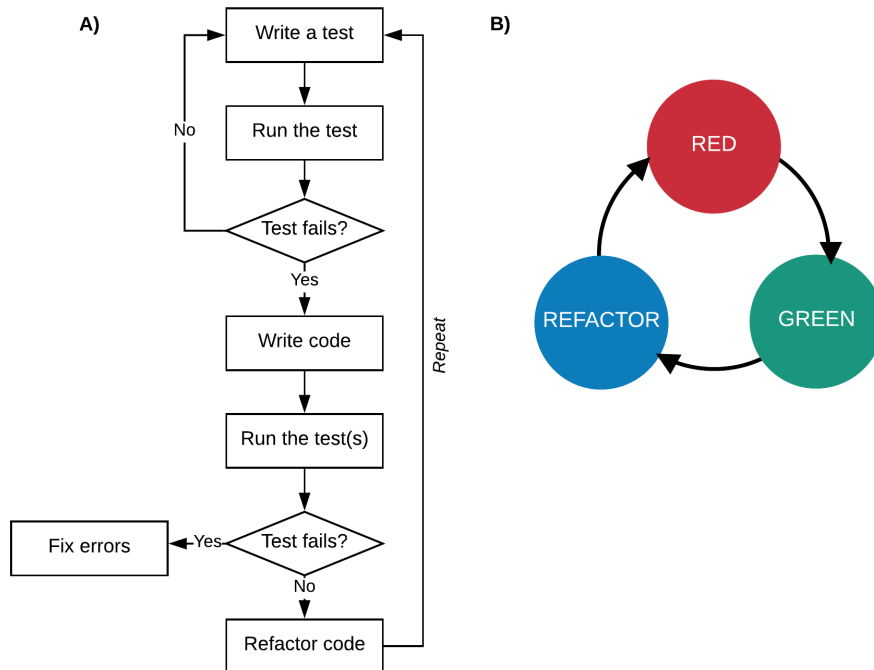 A)
Write a test
Run the test
No
Test fails?
Yes
Write code
Repeat
Run the test(s)
Test fails?
Yes
Fix errors
No
Refactor code
B)
RED
GREEN
REFACTOR